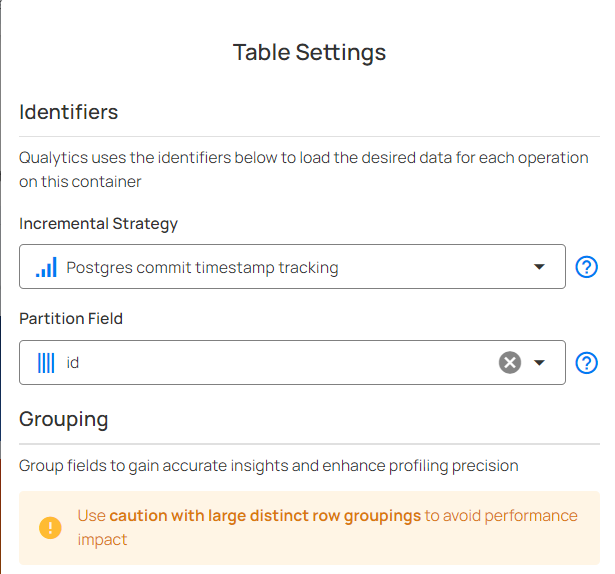 Table Settings
Identifiers
Qualytics uses the identifiers below to load the desired data for each operation
on this container
Incremental Strategy
Postgres commit timestamp tracking
Partition Field
id
Grouping
Group fields to gain accurate insights and enhance profiling precision
Use caution with large distinct row groupings to avoid performance
impact